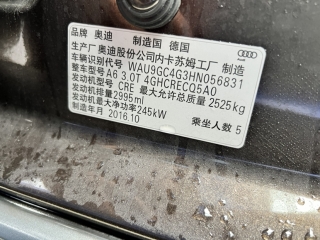 品牌 奥迪 制造国 德国
生产厂 奥迪股份公司内卡苏姆工厂 制造
车辆识别代号 WAU9GC4G3HN056831
整车型号 A6 3.0T 4GHCRECQ5A0
发动机型号 CRE 最大允许总质量 2525kg
发动机排量 2995ml
发动机最大净功率 245kW
制造年月 2016.10 乘坐人数 5